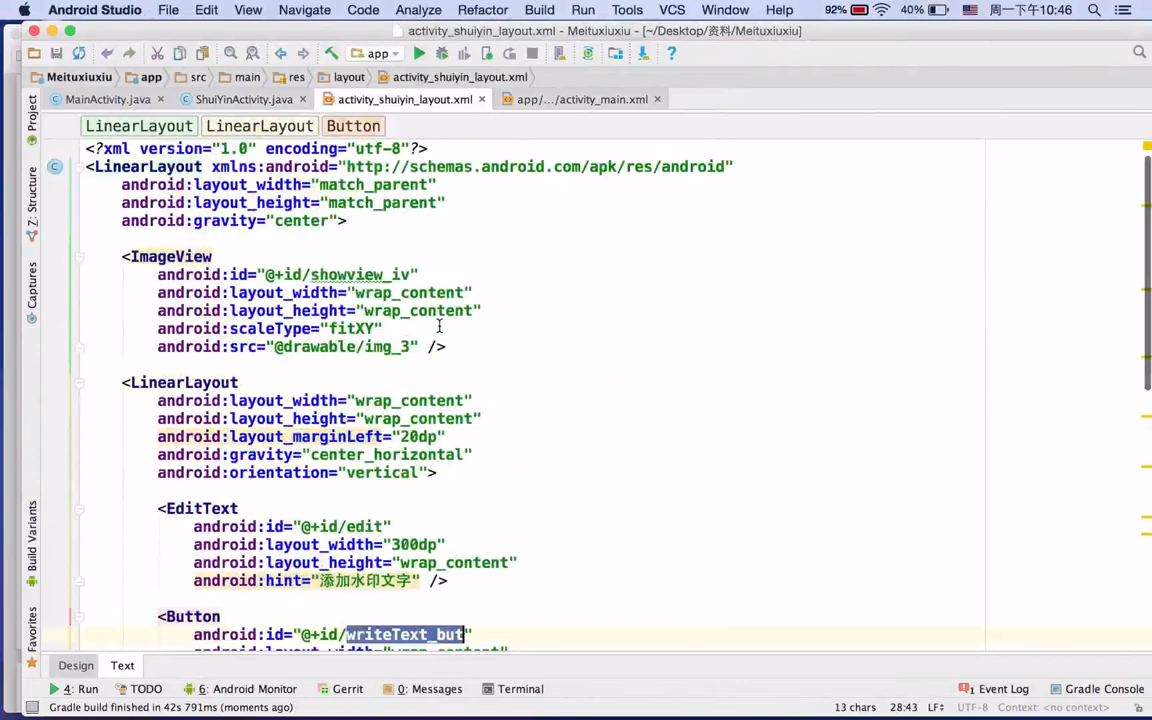 Android Studio File Edit View Navigate Code Analyze Refactor Build Run Tools VCS Window Help 92% 40% 周一下午10:46
activity_shuiyin_layout.xml - Meituxiuxiu - [~/Desktop/资料/Meituxiuxiu]
app
Meituxiuxiu app src main res layout activity_shuiyin_layout.xml
MainActivity.java ShuiYinActivity.java activity_shuiyin_layout.xml app/.../activity_main.xml
LinearLayout LinearLayout Button
<?xml version="1.0" encoding="utf-8"?>
<LinearLayout xmlns:android="http://schemas.android.com/apk/res/android"
android:layout_width="match_parent"
android:layout_height="match_parent"
android:gravity="center">
<ImageView
android:id="@+id/showview_iv"
android:layout_width="wrap_content"
android:layout_height="wrap_content"
android:scaleType="fitXY"
android:src="@drawable/img_3" />
<LinearLayout
android:layout_width="wrap_content"
android:layout_height="wrap_content"
android:layout_marginLeft="20dp"
android:gravity="center_horizontal"
android:orientation="vertical">
<EditText
android:id="@+id/edit"
android:layout_width="300dp"
android:layout_height="wrap_content"
android:hint="添加水印文字" />
<Button
android:id="@+id/writeText_but"
android:layout_width="wrap_content"
Project
Z: Structure
Captures
Build Variants
Favorites
Design Text
4: Run TODO 6: Android Monitor Gerrit 0: Messages Terminal 1 Event Log Gradle Console
Gradle build finished in 42s 791ms (moments ago) 13 chars 28:43 LF÷ UTF-8 Context: <no context>